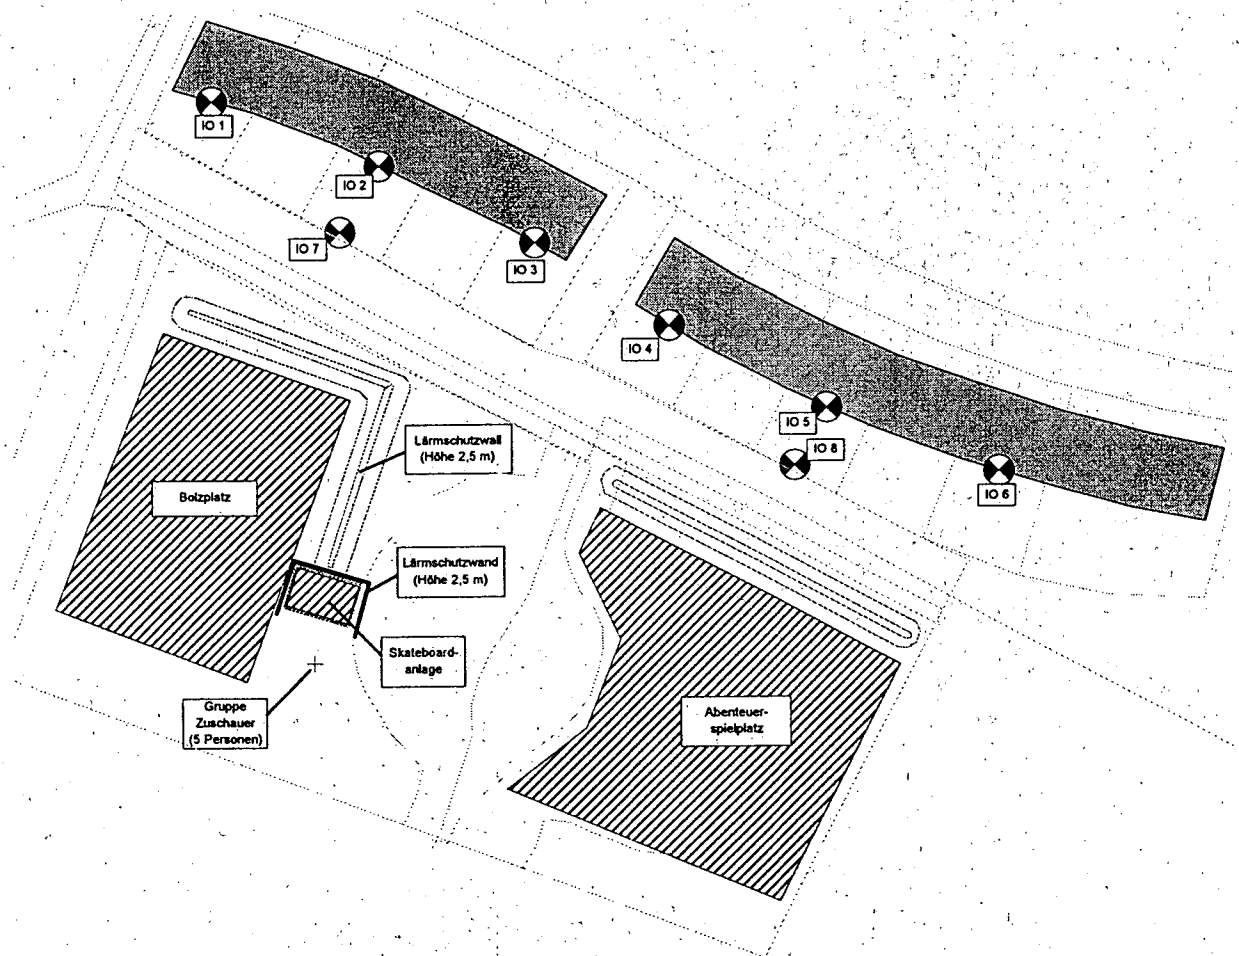 IO 1
IO 2
IO 7
IO 3
IO 4
IO 5
IO 8
IO 6
Lärmschutzwall
(Höhe 2,5 m)
Bolzplatz
Lärmschutzwand
(Höhe 2,5 m)
Skateboard-
anlage
Gruppe
Zuschauer
(5 Personen)
Abenteuer-
spielplatz